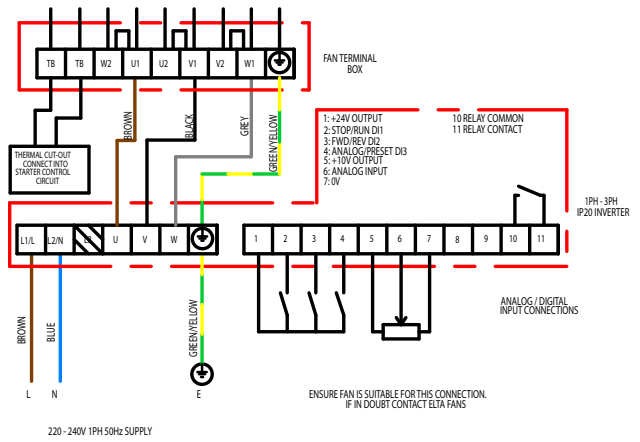 TB TB W2 U1 U2 V1 V2 W1
FAN TERMINAL
BOX
BROWN
BLACK
GREY
GREEN/YELLOW
THERMAL CUT-OUT
CONNECT INTO
STARTER CONTROL
CIRCUIT
1: +24V OUTPUT
2: STOP/RUN DI1
3: FWD/REV DI2
4: ANALOG/PRESET DI3
5: +10V OUTPUT
6: ANALOG INPUT
7: 0V
10 RELAY COMMON
11 RELAY CONTACT
1PH - 3PH
IP20 INVERTER
L1/L L2/N L3 U V W
1 2 3 4 5 6 7 8 9 10 11
ANALOG / DIGITAL
INPUT CONNECTIONS
BROWN
BLUE
GREEN/YELLOW
L N E
ENSURE FAN IS SUITABLE FOR THIS CONNECTION.
IF IN DOUBT CONTACT ELTA FANS
220 - 240V 1PH 50Hz SUPPLY